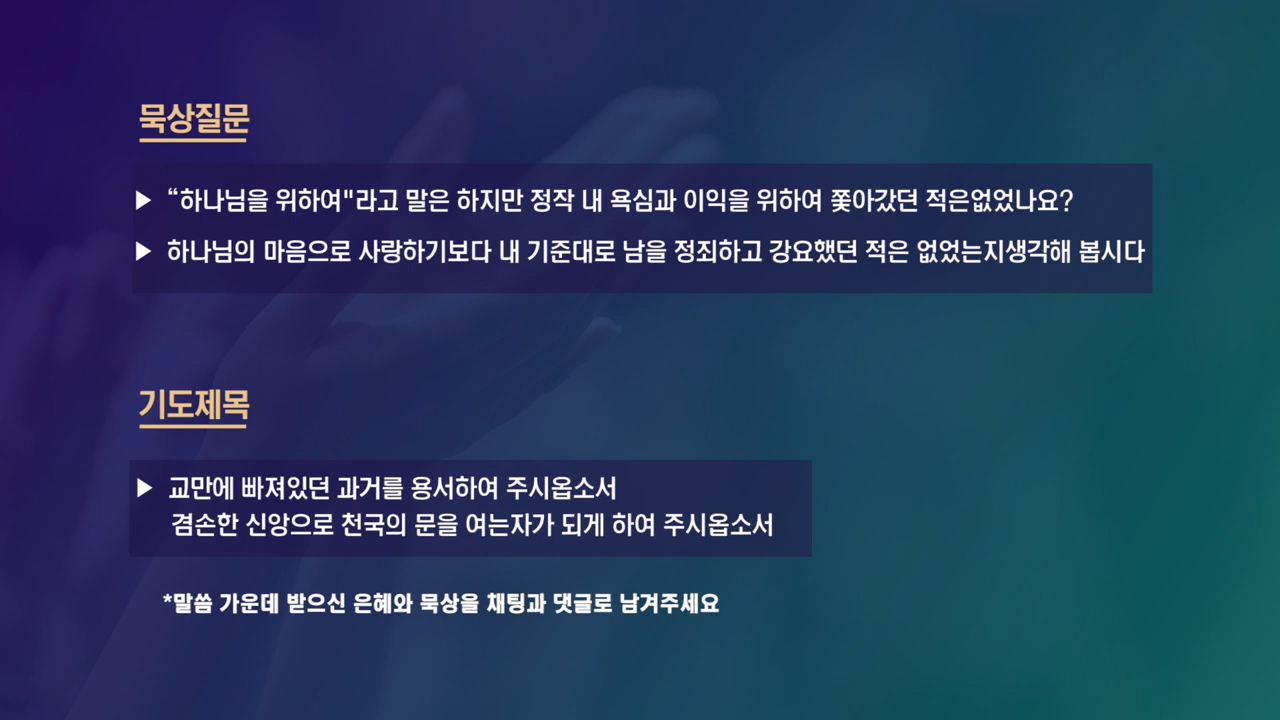 묵상질문
▶ “하나님을 위하여"라고 말은 하지만 정작 내 욕심과 이익을 위하여 쫓아갔던 적은없었나요?
▶ 하나님의 마음으로 사랑하기보다 내 기준대로 남을 정죄하고 강요했던 적은 없었는지생각해 봅시다
기도제목
▶ 교만에 빠져있던 과거를 용서하여 주시옵소서
겸손한 신앙으로 천국의 문을 여는자가 되게 하여 주시옵소서
*말씀 가운데 받으신 은혜와 묵상을 채팅과 댓글로 남겨주세요